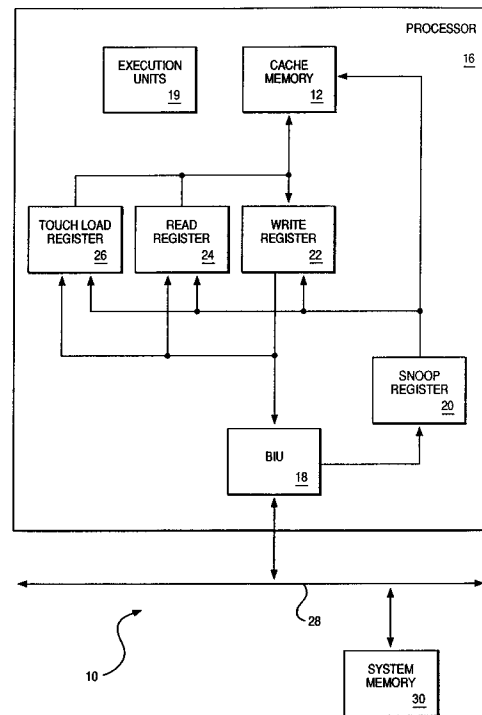 PROCESSOR
16
EXECUTION
UNITS
19
CACHE
MEMORY
12
TOUCH LOAD
REGISTER
26
READ
REGISTER
24
WRITE
REGISTER
22
SNOOP
REGISTER
20
BIU
18
28
10
SYSTEM
MEMORY
30